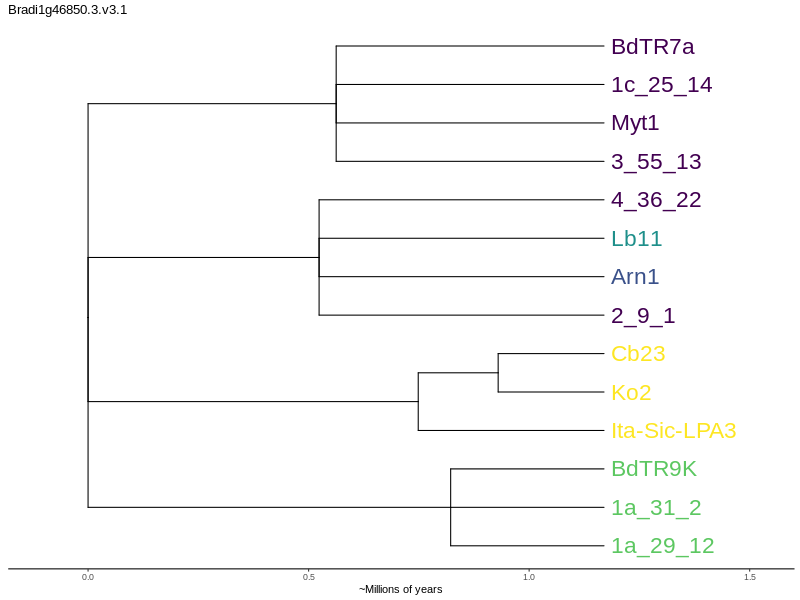 Bradi1g46850.3.v3.1
BdTR7a
1c_25_14
Myt1
3_55_13
4_36_22
Lb11
Arn1
2_9_1
Cb23
Ko2
Ita-Sic-LPA3
BdTR9K
1a_31_2
1a_29_12
0.0 0.5 1.0 1.5
~Millions of years